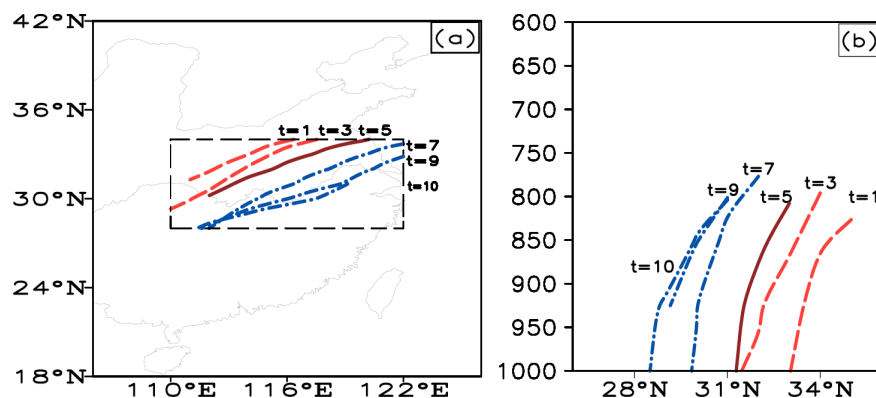 42°N
(a)
36°N
t=1 t=3 t=5
t=7
t=9
30°N
t=10
24°N
18°N
110°E 116°E 122°E
600
(b)
650
700
750
t=7
800
t=9 t=5 t=3 t=1
850
t=10
900
950
1000
28°N 31°N 34°N